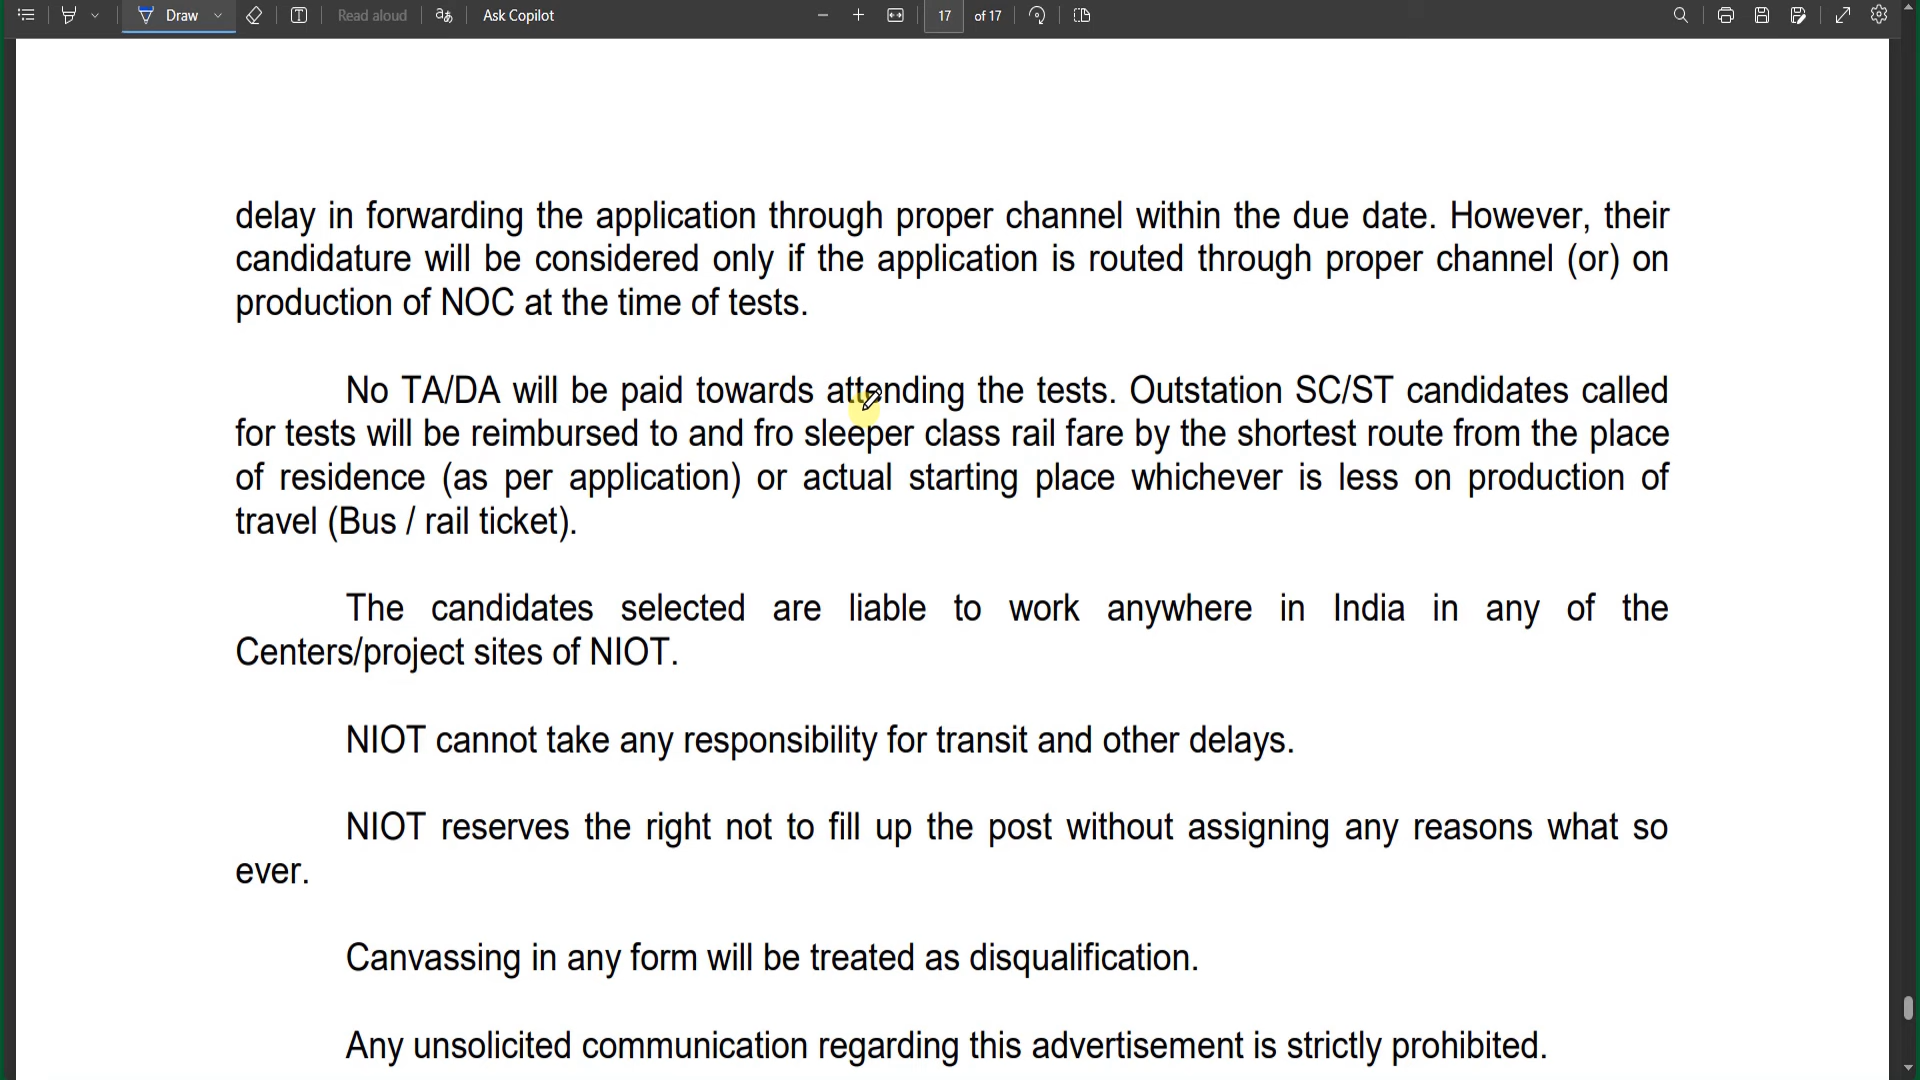 Draw
Read aloud
aあ
Ask Copilot
17
of 17
delay in forwarding the application through proper channel within the due date. However, their
candidature will be considered only if the application is routed through proper channel (or) on
production of NOC at the time of tests.
No TA/DA will be paid towards attending the tests. Outstation SC/ST candidates called
for tests will be reimbursed to and fro sleeper class rail fare by the shortest route from the place
of residence (as per application) or actual starting place whichever is less on production of
travel (Bus / rail ticket).
The candidates selected are liable to work anywhere in India in any of the
Centers/project sites of NIOT.
NIOT cannot take any responsibility for transit and other delays.
NIOT reserves the right not to fill up the post without assigning any reasons what so
ever.
Canvassing in any form will be treated as disqualification.
Any unsolicited communication regarding this advertisement is strictly prohibited.